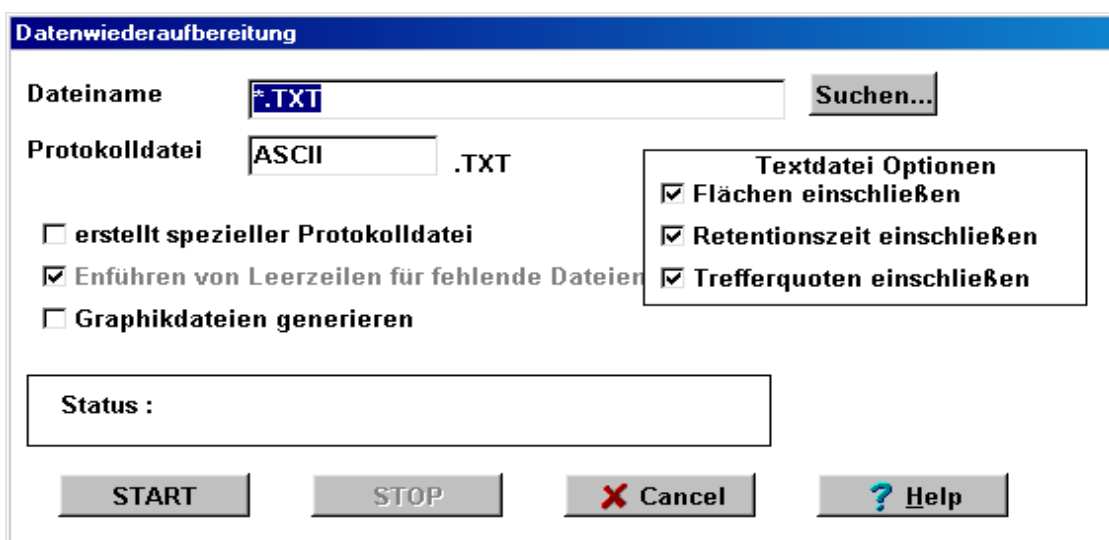 Datenwiederaufbereitung
Dateiname
*.TXT
Suchen...
Protokolldatei
ASCII
.TXT
Textdatei Optionen
Flächen einschließen
Retentionszeit einschließen
Trefferquoten einschließen
erstellt spezieller Protokolldatei
Enführen von Leerzeilen für fehlende Dateien
Graphikdateien generieren
Status :
START
STOP
Cancel
? Help